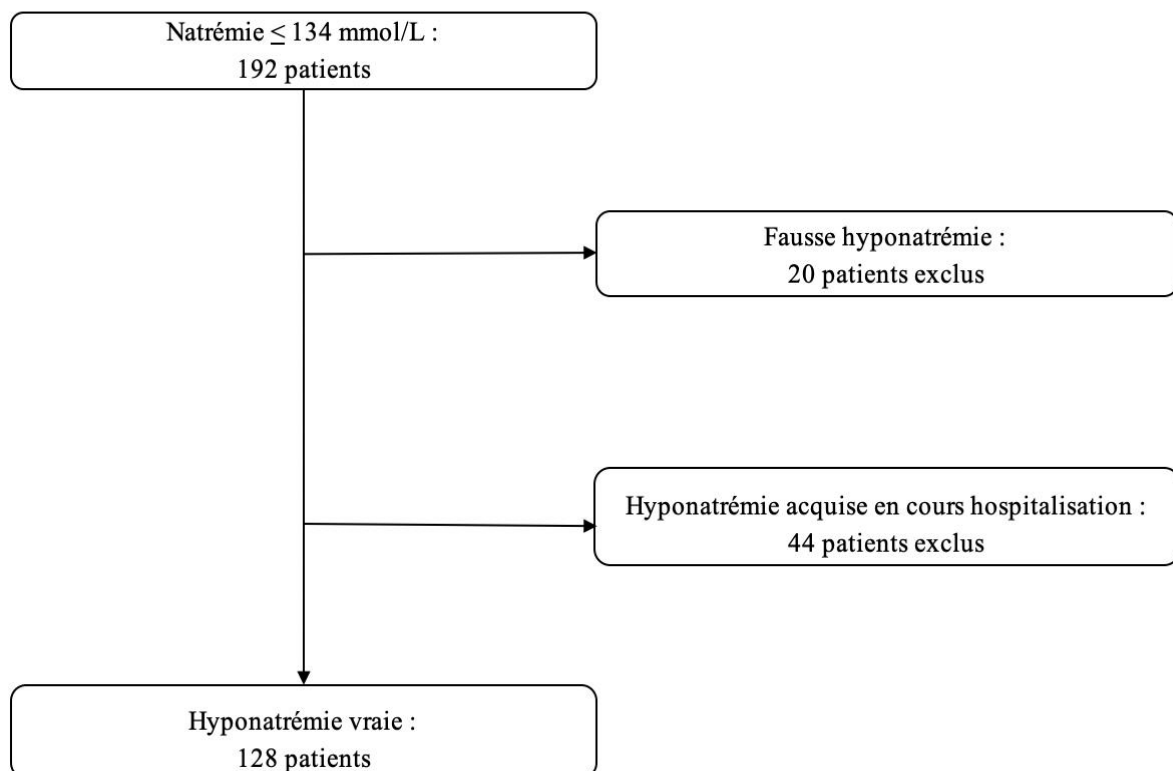 Natrémie ≤ 134 mmol/L :
192 patients
Fausse hyponatrémie :
20 patients exclus
Hyponatrémie acquise en cours hospitalisation :
44 patients exclus
Hyponatrémie vraie :
128 patients